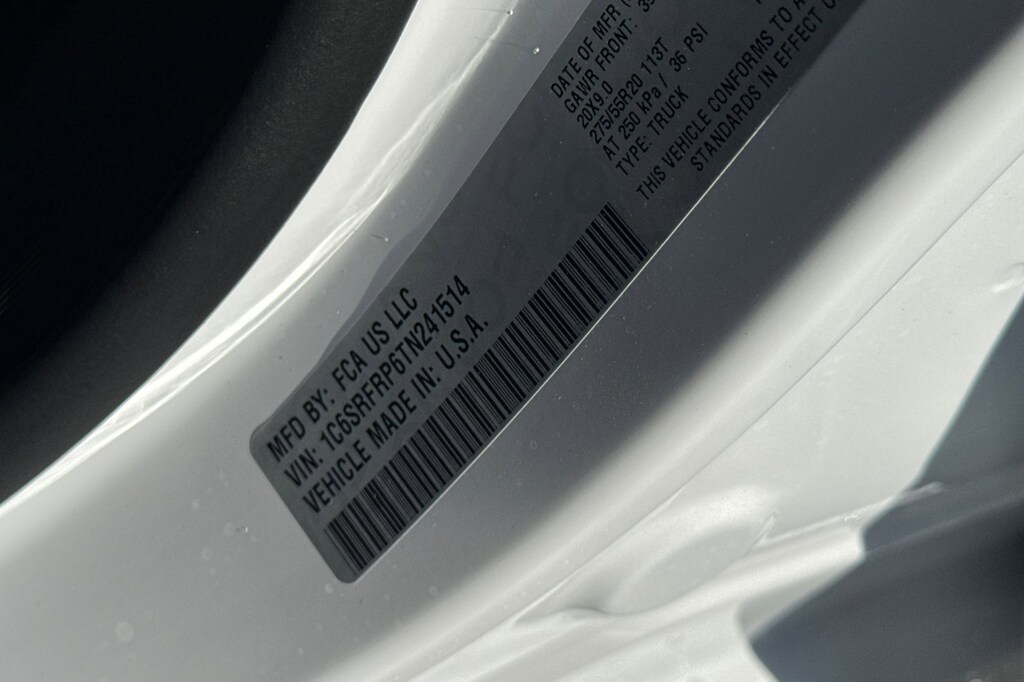 MFD BY: FCA US LLC
VIN: 1C6SRFRP6TN241514
VEHICLE MADE IN: U.S.A.
DATE OF MFR
GAWR FRONT:
20X9.0
275/55R20 113T
AT 250 kPa / 36 PSI
TYPE: TRUCK
THIS VEHICLE CONFORMS TO
STANDARDS IN EFFECT